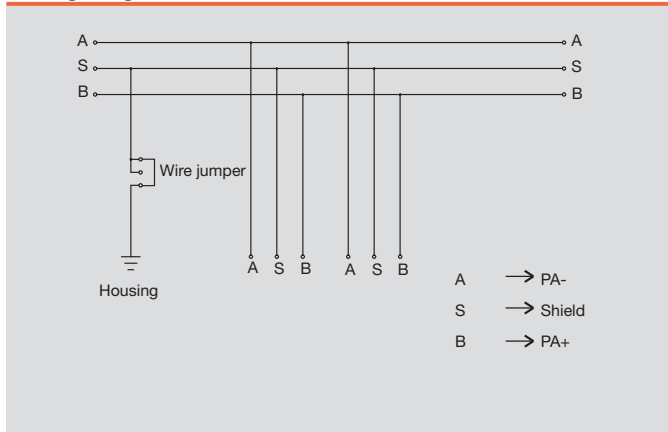 A A
S S
B B
Wire jumper
A S B A S B
Housing
A → PA-
S → Shield
B → PA+